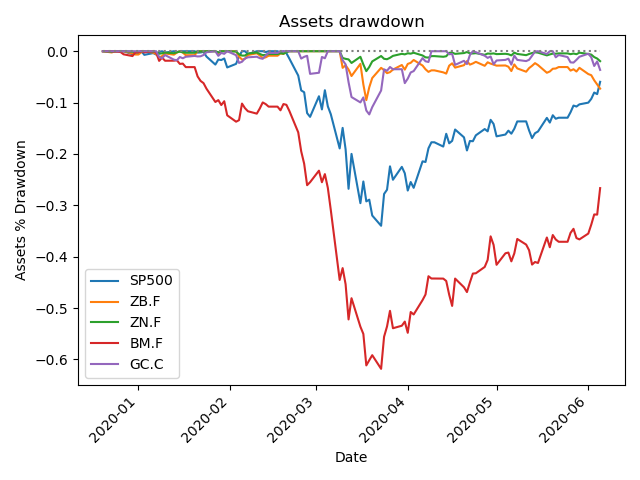 Assets drawdown
Assets % Drawdown
0.0
−0.1
−0.2
−0.3
−0.4
−0.5
−0.6
SP500
ZB.F
ZN.F
BM.F
GC.C
2020-01
2020-02
2020-03
2020-04
2020-05
2020-06
Date